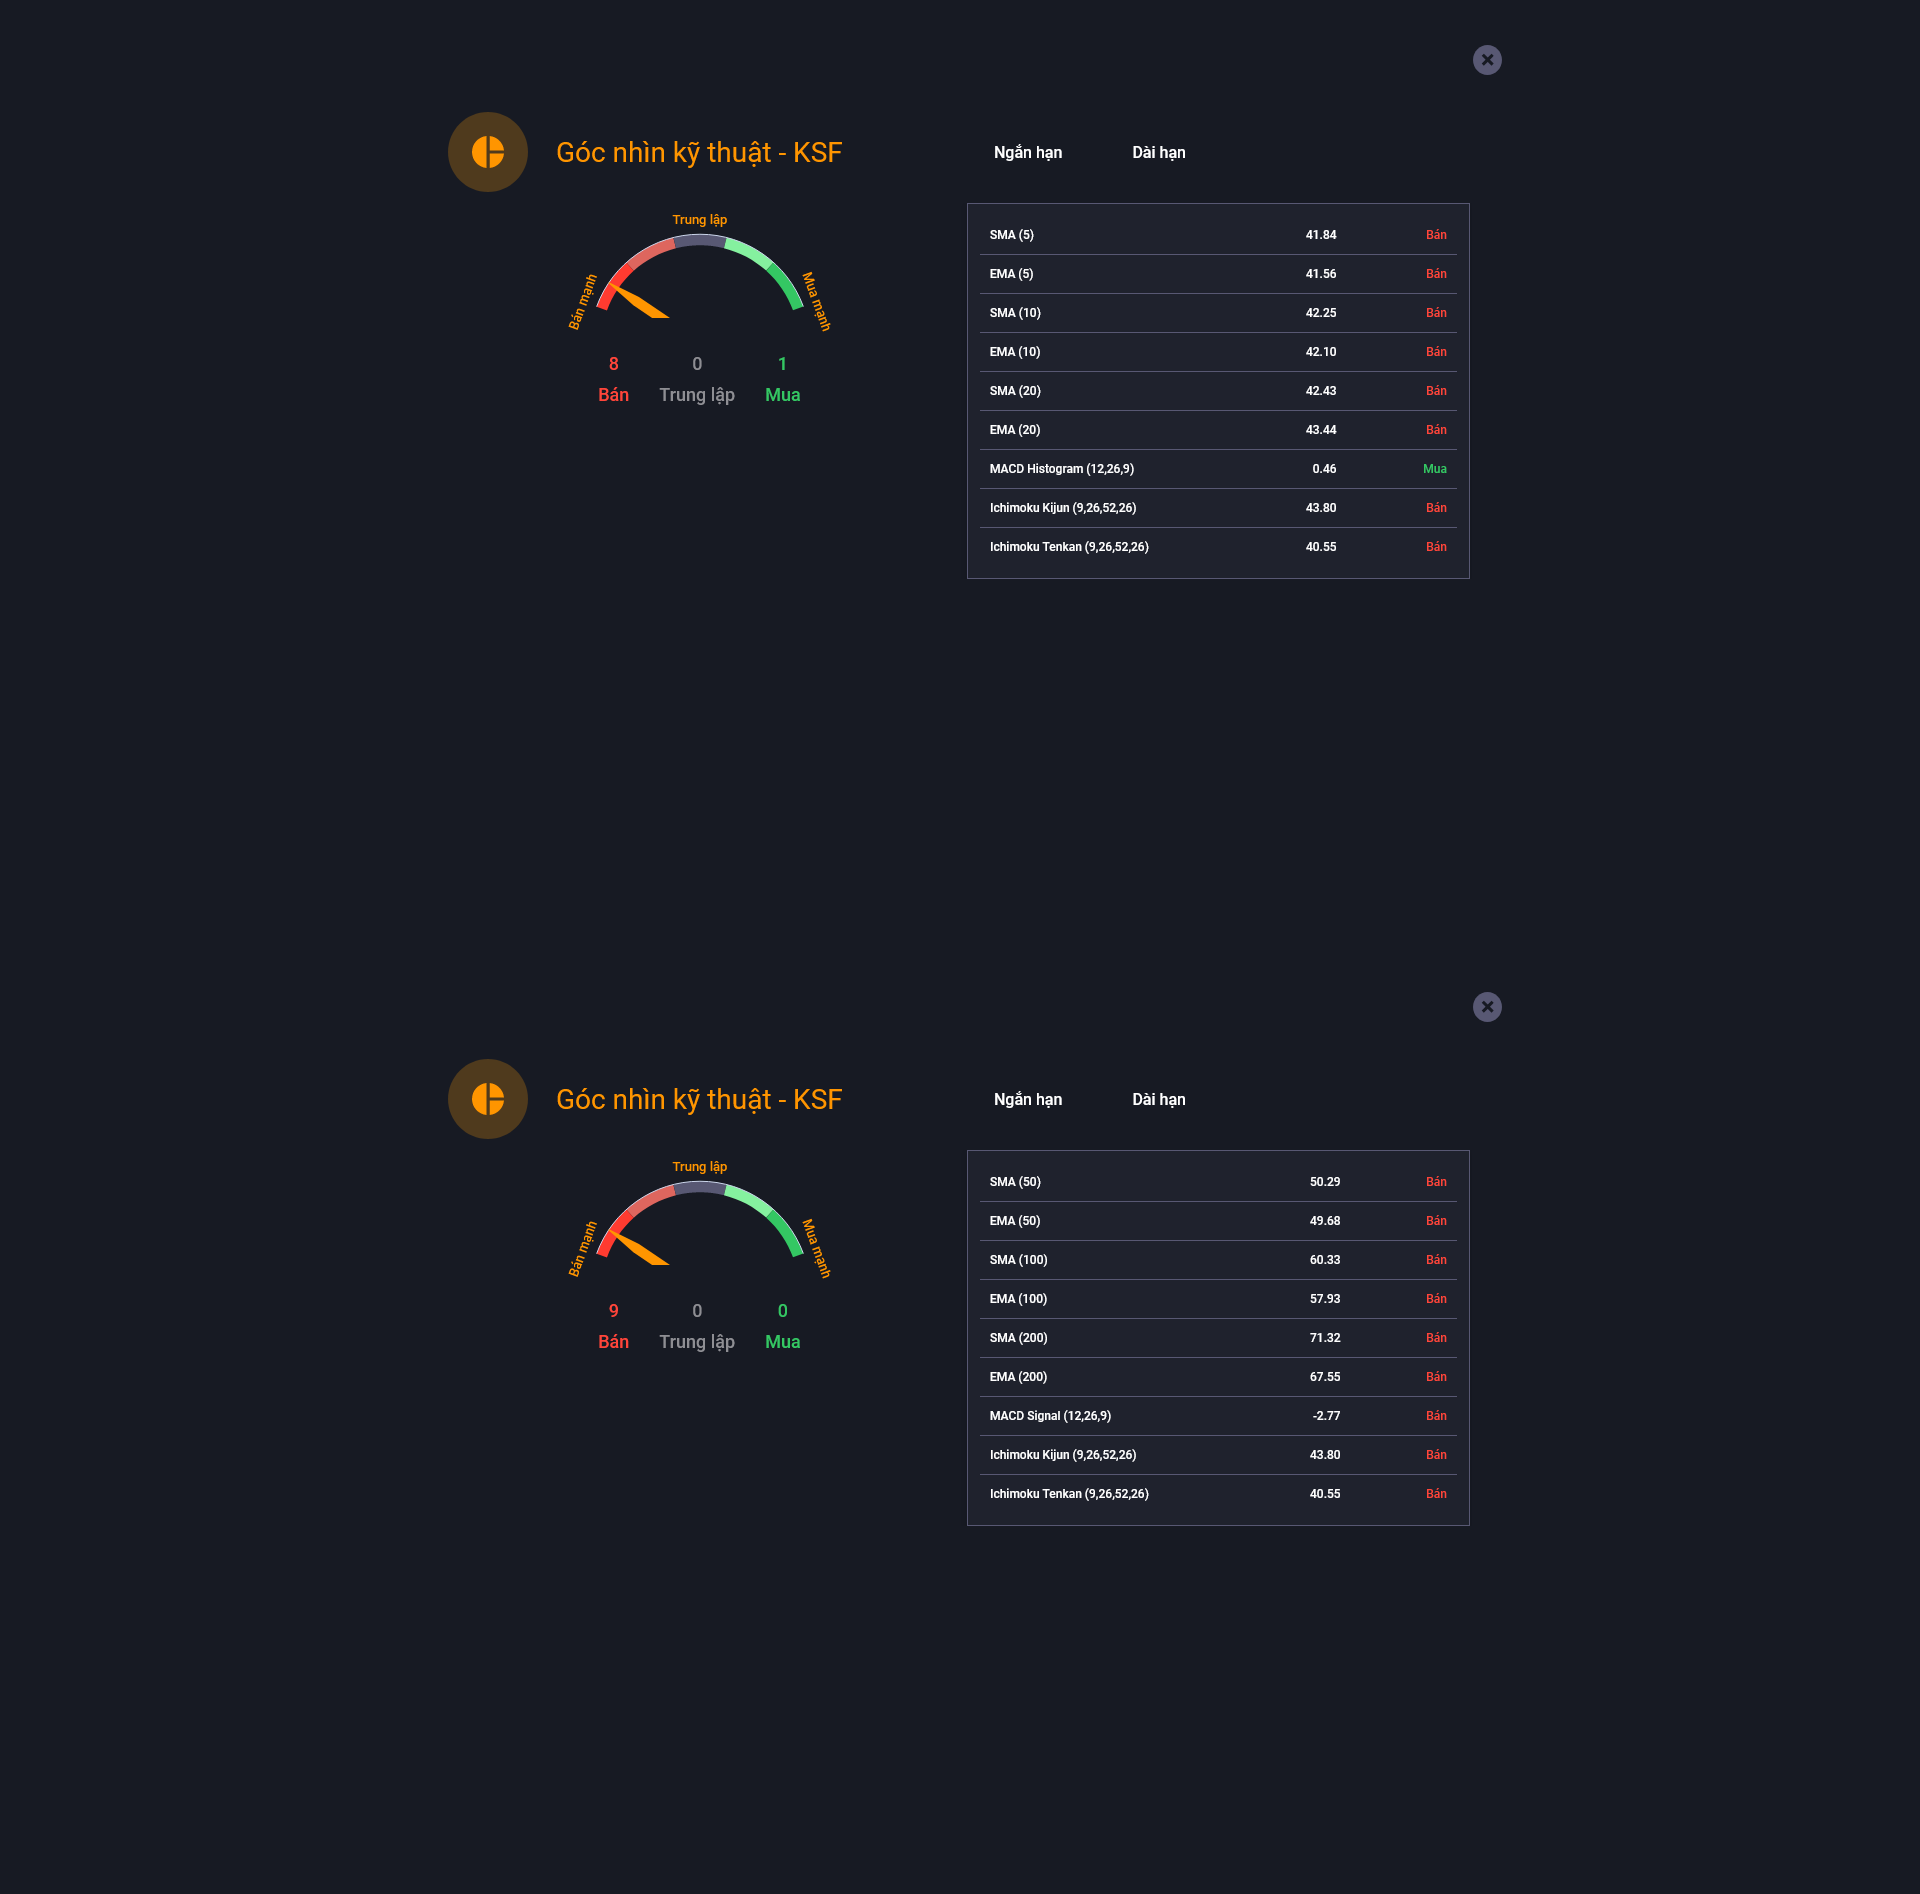 Góc nhìn kỹ thuật - KSF
Ngắn hạn Dài hạn
Trung lập
Bán mạnh
Mua mạnh
8 0 1
Bán Trung lập Mua
SMA (5) 41.84 Bán
EMA (5) 41.56 Bán
SMA (10) 42.25 Bán
EMA (10) 42.10 Bán
SMA (20) 42.43 Bán
EMA (20) 43.44 Bán
MACD Histogram (12,26,9) 0.46 Mua
Ichimoku Kijun (9,26,52,26) 43.80 Bán
Ichimoku Tenkan (9,26,52,26) 40.55 Bán
Góc nhìn kỹ thuật - KSF
Ngắn hạn Dài hạn
Trung lập
Bán mạnh
Mua mạnh
9 0 0
Bán Trung lập Mua
SMA (50) 50.29 Bán
EMA (50) 49.68 Bán
SMA (100) 60.33 Bán
EMA (100) 57.93 Bán
SMA (200) 71.32 Bán
EMA (200) 67.55 Bán
MACD Signal (12,26,9) -2.77 Bán
Ichimoku Kijun (9,26,52,26) 43.80 Bán
Ichimoku Tenkan (9,26,52,26) 40.55 Bán